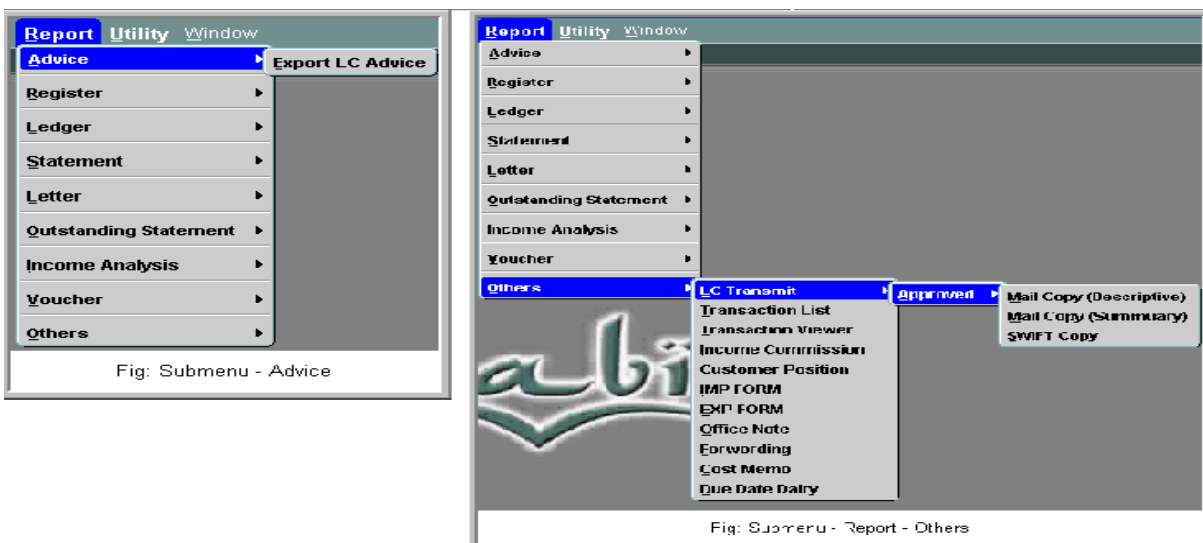 Report Utility Window
Advice
Export LC Advice
Register
Ledger
Statement
Letter
Outstanding Statement
Income Analysis
Voucher
Others
Fig: Submenu - Advice
Report Utility Window
Advice
Register
Ledger
Statement
Letter
Outstanding Statement
Income Analysis
Voucher
Others
LC Transmit
Approved
Mail Copy (Descriptive)
Mail Copy (Summuary)
SWIFT Copy
Transaction List
Transaction Viewer
Income Commission
Customer Position
IMP FORM
EXP FORM
Office Note
Forwording
Cost Memo
Due Date Dairy
abi
Fig: Submenu - Report - Others